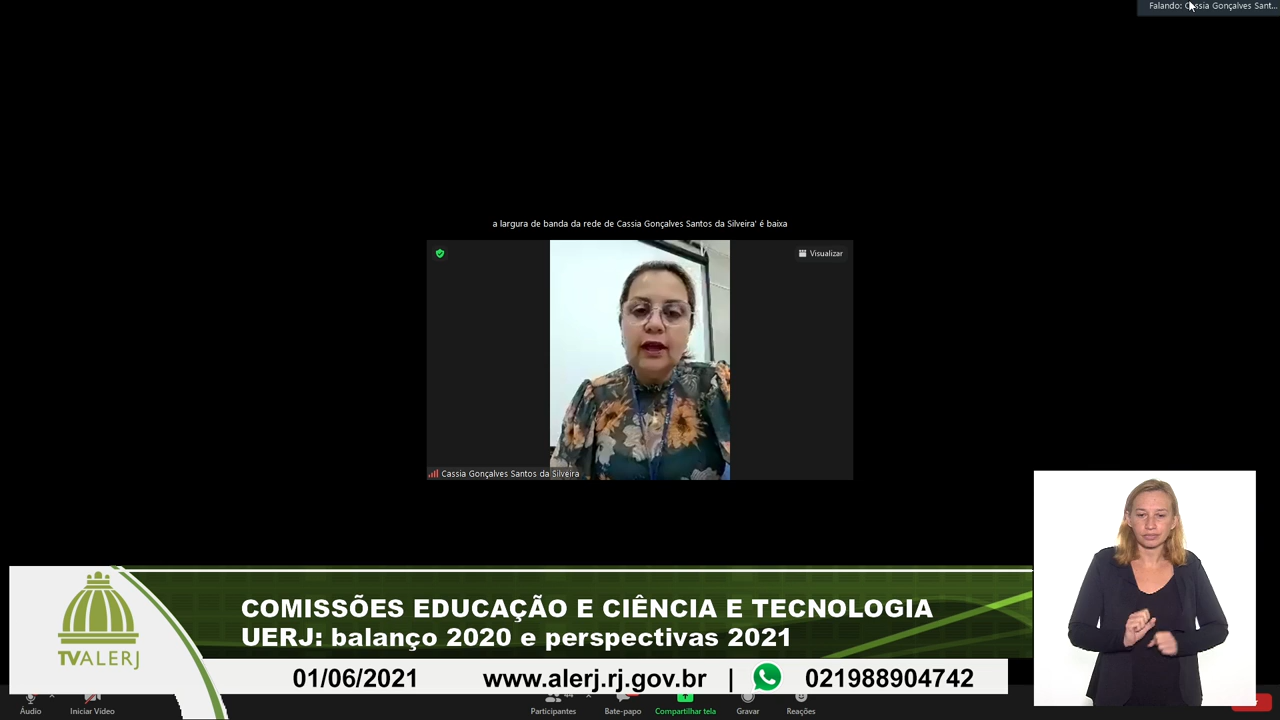 Falando: Cassia Gonçalves Sant...
a largura de banda da rede de Cassia Gonçalves Santos da Silveira' é baixa
Visualizar
Cassia Gonçalves Santos da Silveira
TVALERJ
COMISSÕES EDUCAÇÃO E CIÊNCIA E TECNOLOGIA
UERJ: balanço 2020 e perspectivas 2021
01/06/2021 www.alerj.rj.gov.br | 021988904742
Áudio Iniciar Vídeo Participantes Bate-papo Compartilhar tela Gravar Reações